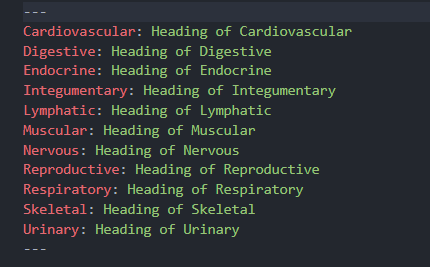 ---
Cardiovascular: Heading of Cardiovascular
Digestive: Heading of Digestive
Endocrine: Heading of Endocrine
Integumentary: Heading of Integumentary
Lymphatic: Heading of Lymphatic
Muscular: Heading of Muscular
Nervous: Heading of Nervous
Reproductive: Heading of Reproductive
Respiratory: Heading of Respiratory
Skeletal: Heading of Skeletal
Urinary: Heading of Urinary
---